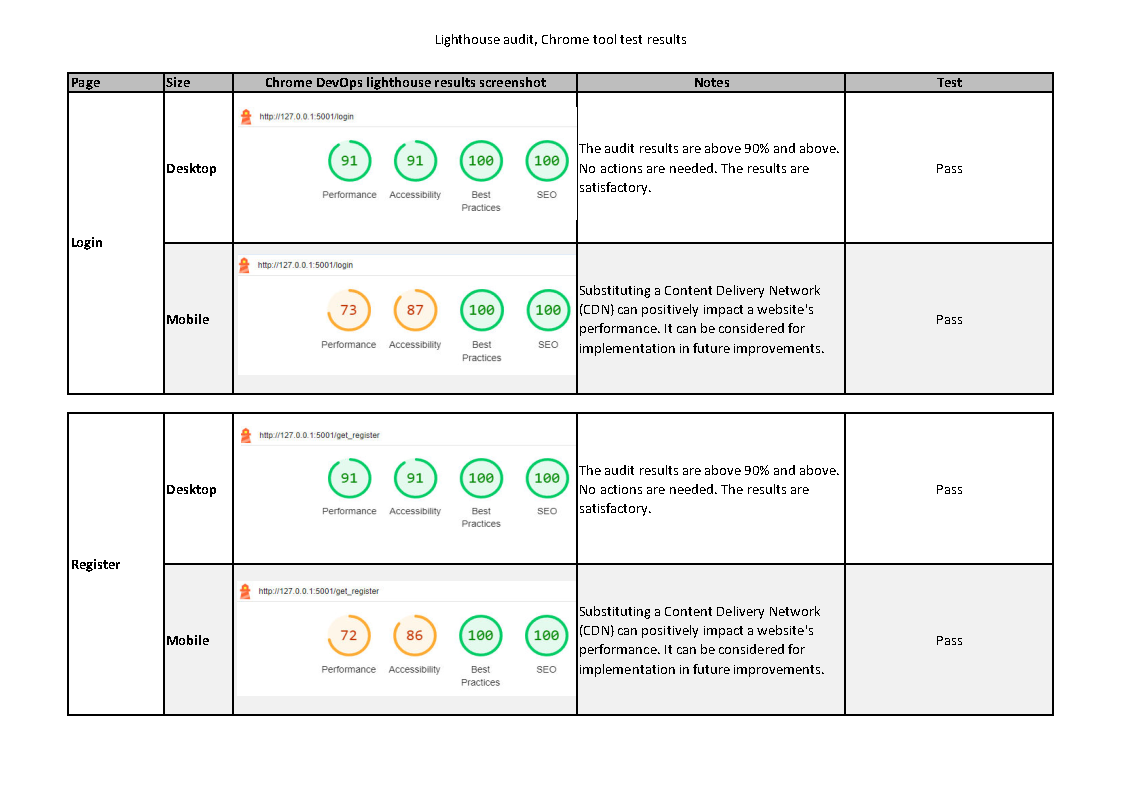 Lighthouse audit, Chrome tool test results
Page Size Chrome DevOps lighthouse results screenshot Notes Test
Login
Desktop
http://127.0.0.1:5001/login
91 91 100 100
Performance Accessibility Best Practices SEO
The audit results are above 90% and above.
No actions are needed. The results are
satisfactory.
Pass
Mobile
http://127.0.0.1:5001/login
73 87 100 100
Performance Accessibility Best Practices SEO
Substituting a Content Delivery Network
(CDN) can positively impact a website's
performance. It can be considered for
implementation in future improvements.
Pass
Register
Desktop
http://127.0.0.1:5001/get_register
91 91 100 100
Performance Accessibility Best Practices SEO
The audit results are above 90% and above.
No actions are needed. The results are
satisfactory.
Pass
Mobile
http://127.0.0.1:5001/get_register
72 86 100 100
Performance Accessibility Best Practices SEO
Substituting a Content Delivery Network
(CDN) can positively impact a website's
performance. It can be considered for
implementation in future improvements.
Pass